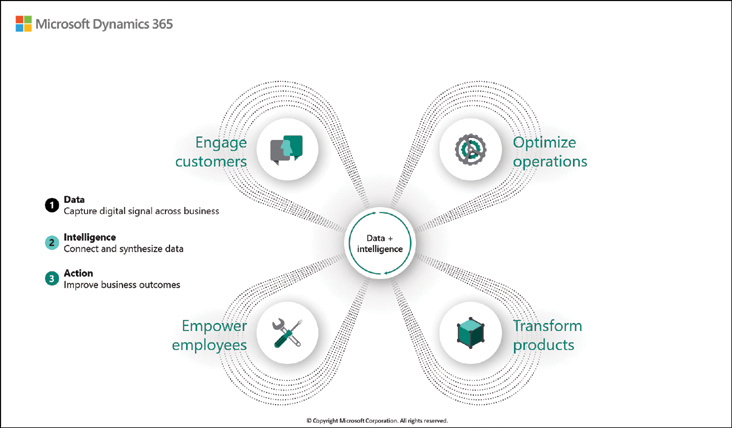 Microsoft Dynamics 365
Engage
customers
Optimize
operations
1 Data
Capture digital signal across business
2 Intelligence
Connect and synthesize data
3 Action
Improve business outcomes
Data +
intelligence
Empower
employees
Transform
products
© Copyright Microsoft Corporation. All rights reserved.